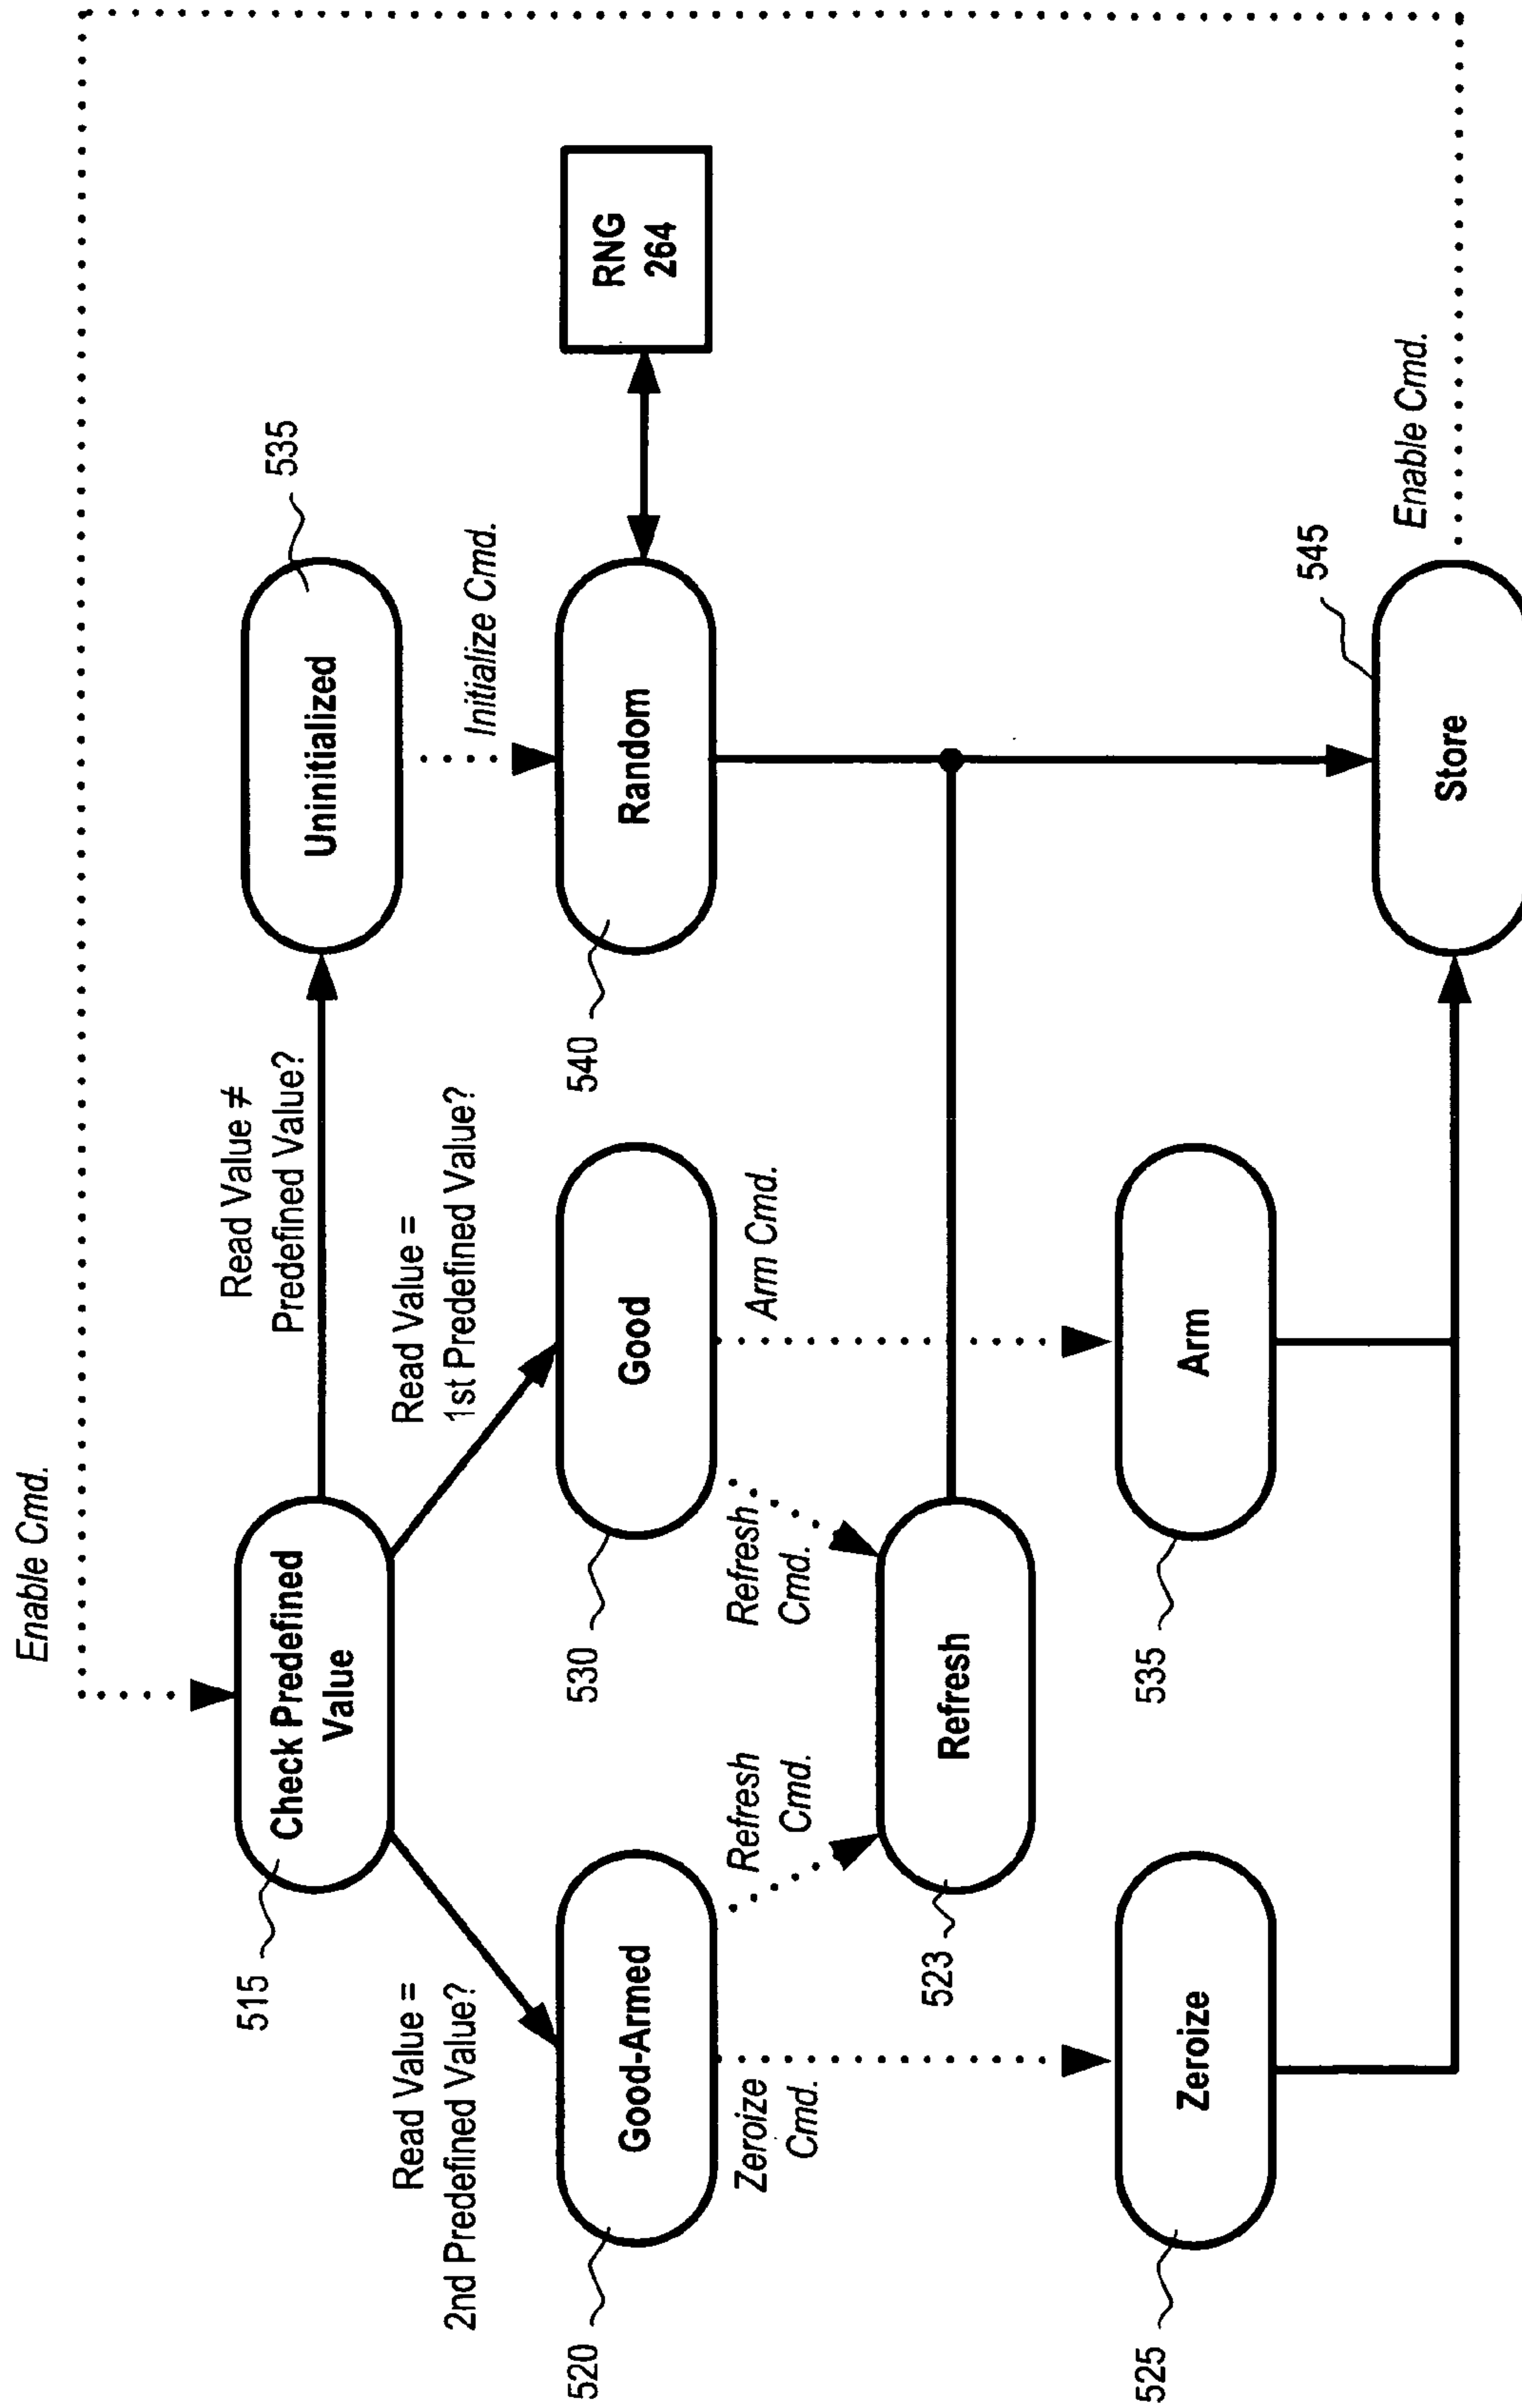 Enable Cmd.
515
Check Predefined
Value
Read Value ≠
Predefined Value?
Uninitialized
535
Read Value =
2nd Predefined Value?
Read Value =
1st Predefined Value?
Initialize Cmd.
520
Good-Armed
530
Good
540
Random
RNG
264
Zeroize
Cmd.
Refresh
Cmd.
Refresh
Cmd.
Arm Cmd.
523
Refresh
525
Zeroize
535
Arm
545
Enable Cmd.
Store